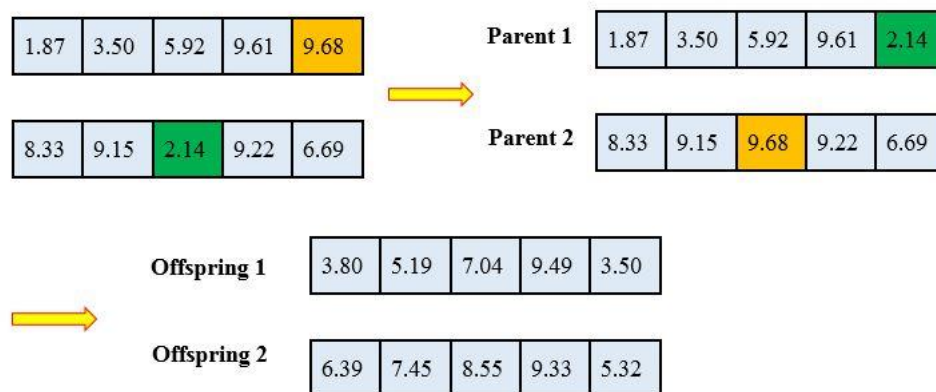 1.87 3.50 5.92 9.61 9.68
8.33 9.15 2.14 9.22 6.69
Parent 1 1.87 3.50 5.92 9.61 2.14
Parent 2 8.33 9.15 9.68 9.22 6.69
Offspring 1 3.80 5.19 7.04 9.49 3.50
Offspring 2 6.39 7.45 8.55 9.33 5.32